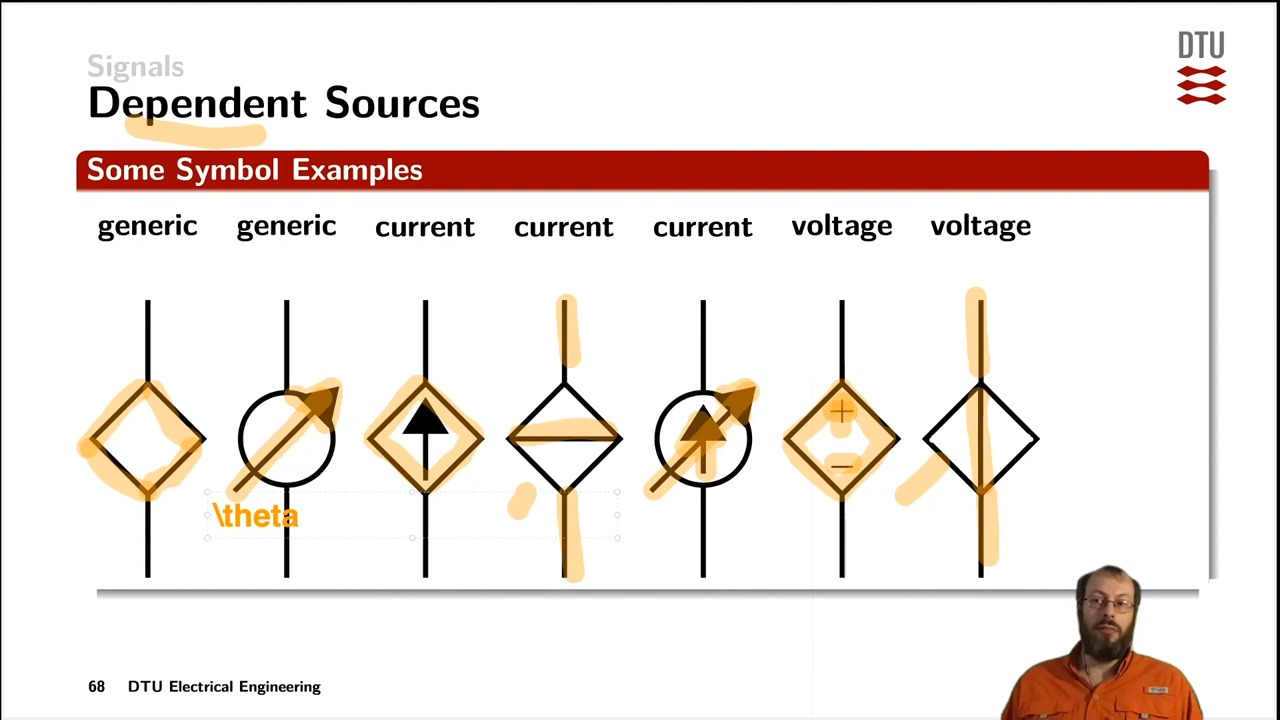 Signals
DTU
Dependent Sources
Some Symbol Examples
generic generic current current current voltage voltage
+
−
\theta
68 DTU Electrical Engineering